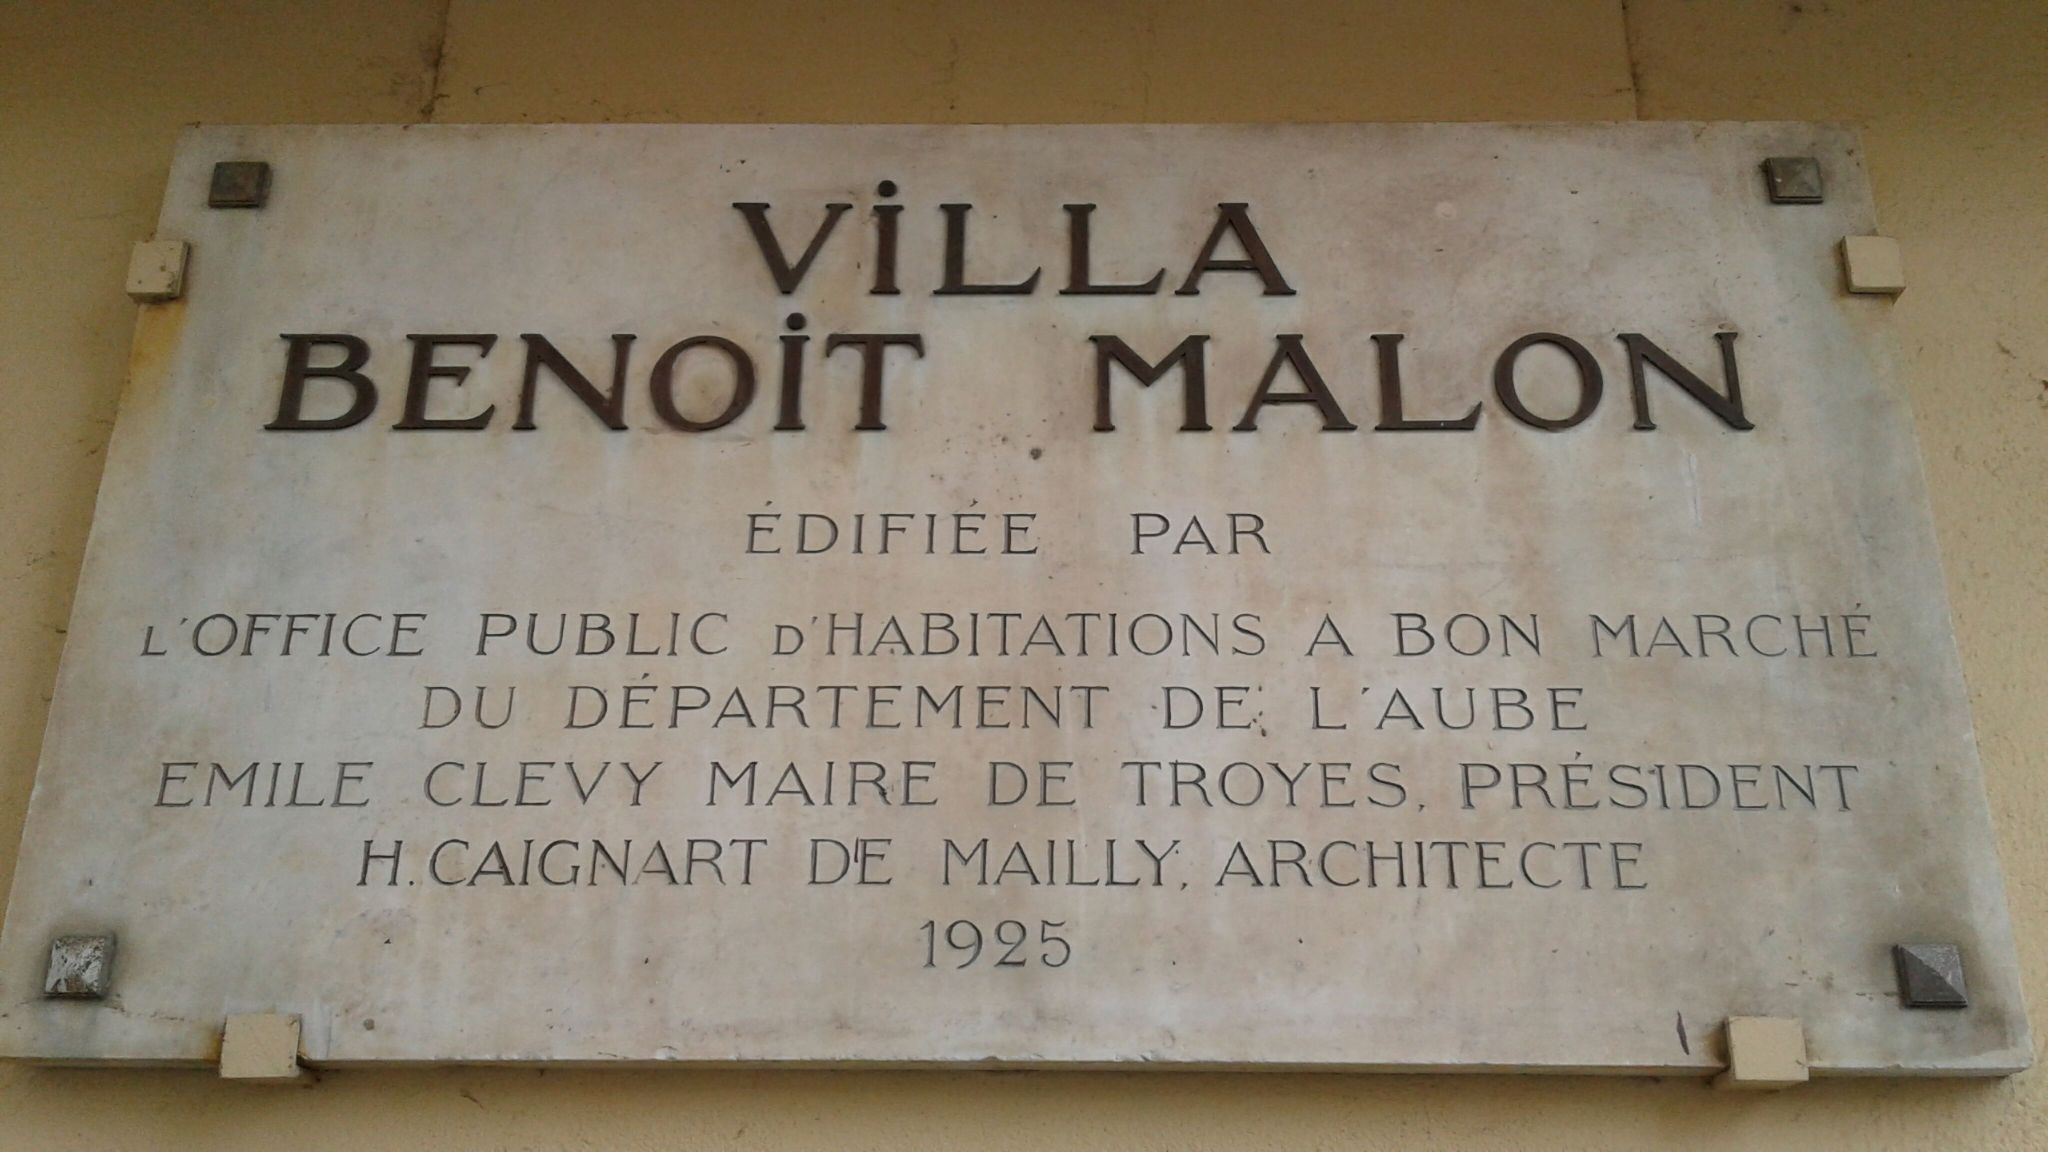 ViLLA
BENOiT MALON
ÉDIFIÉE PAR
L'OFFICE PUBLIC D'HABITATIONS A BON MARCHÉ
DU DÉPARTEMENT DE L'AUBE
EMILE CLEVY MAIRE DE TROYES, PRÉSIDENT
H. CAIGNART DE MAILLY, ARCHITECTE
1925